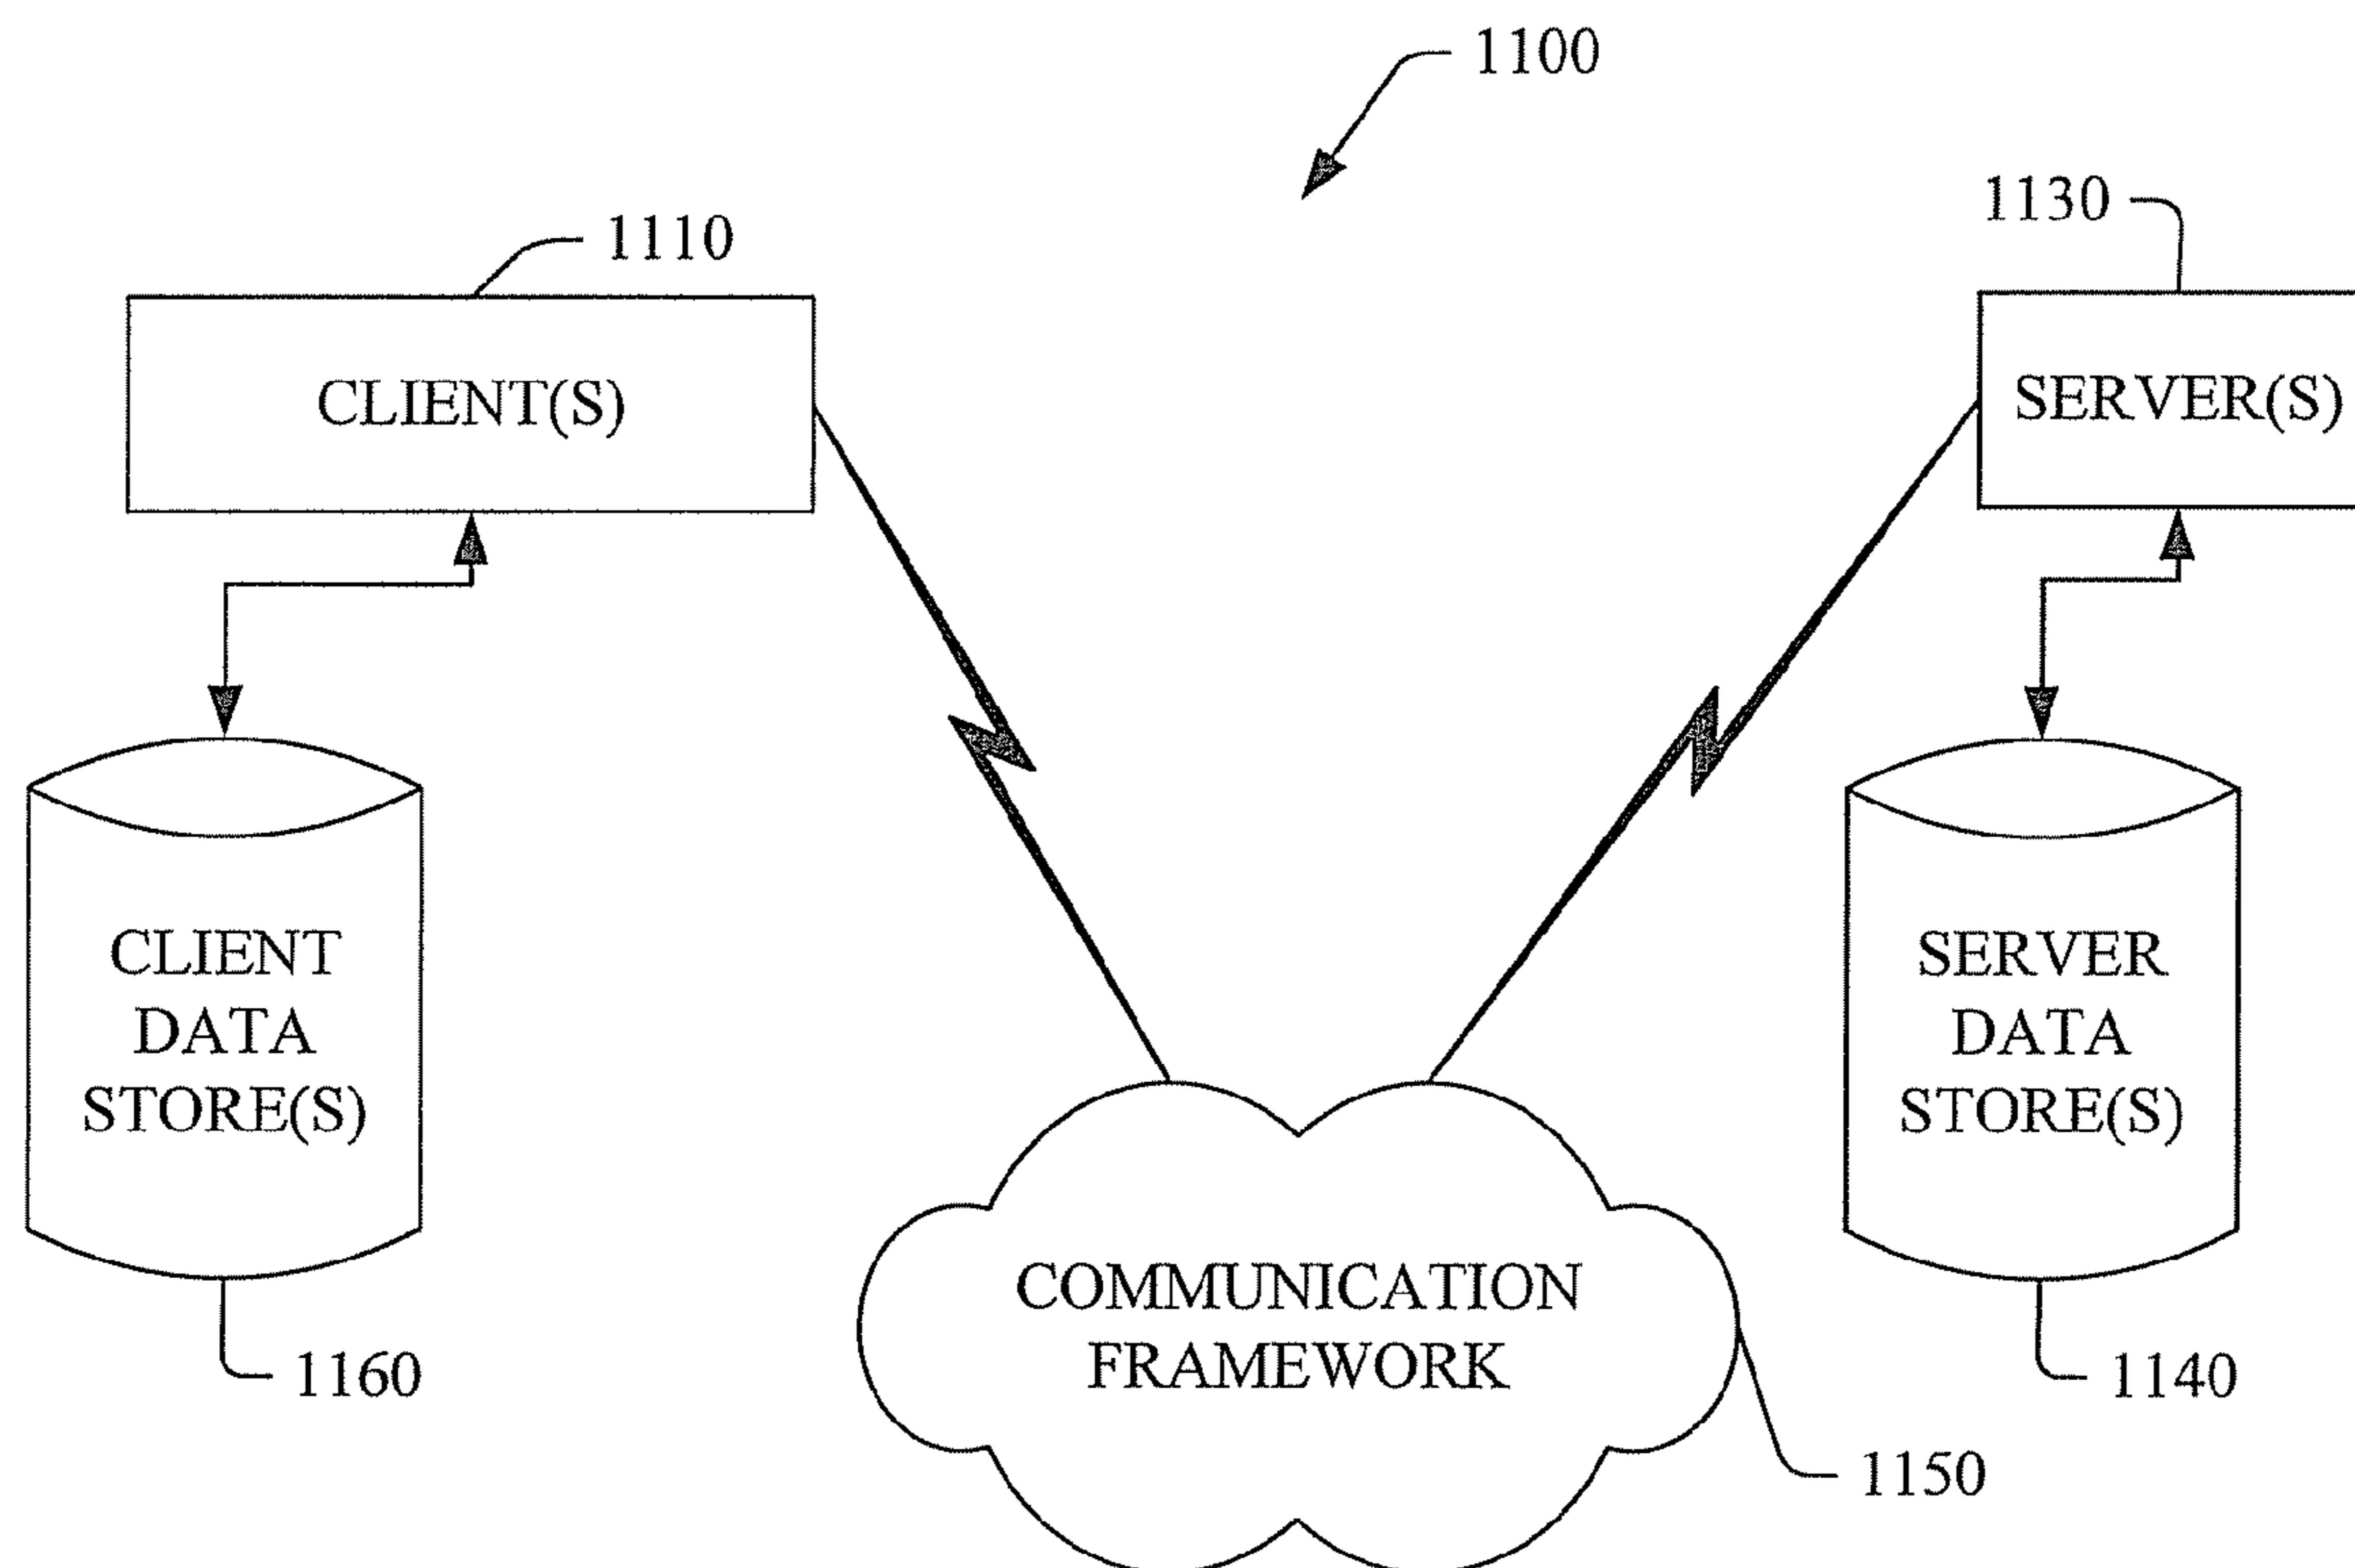 1100
1110
1130
CLIENT(S)
SERVER(S)
CLIENT
DATA
STORE(S)
SERVER
DATA
STORE(S)
COMMUNICATION
FRAMEWORK
1160
1140
1150